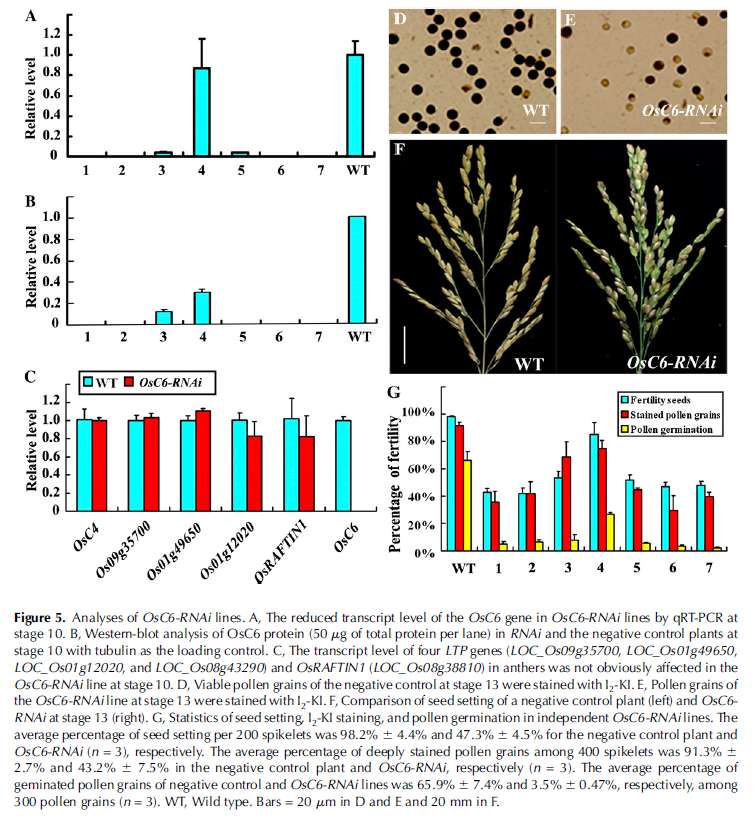 A
Relative level
1.2
1.0
0.8
0.6
0.4
0.2
0
1 2 3 4 5 6 7 WT
B
Relative level
1.0
0.8
0.6
0.4
0.2
0
1 2 3 4 5 6 7 WT
C
WT OsC6-RNAi
Relative level
1.2
1.0
0.8
0.6
0.4
0.2
0
OsC4
Os09g35700
Os01g49650
Os01g12020
OsRAFTIN1
OsC6
D
WT
E
OsC6-RNAi
F
WT
OsC6-RNAi
G
Fertility seeds
Stained pollen grains
Pollen germination
Percentage of fertility
100%
80%
60%
40%
20%
0%
WT 1 2 3 4 5 6 7
Figure 5. Analyses of OsC6-RNAi lines. A, The reduced transcript level of the OsC6 gene in OsC6-RNAi lines by qRT-PCR at
stage 10. B, Western-blot analysis of OsC6 protein (50 μg of total protein per lane) in RNAi and the negative control plants at
stage 10 with tubulin as the loading control. C, The transcript level of four LTP genes (LOC_Os09g35700, LOC_Os01g49650,
LOC_Os01g12020, and LOC_Os08g43290) and OsRAFTIN1 (LOC_Os08g38810) in anthers was not obviously affected in the
OsC6-RNAi line at stage 10. D, Viable pollen grains of the negative control at stage 13 were stained with I2-KI. E, Pollen grains of
the OsC6-RNAi line at stage 13 were stained with I2-KI. F, Comparison of seed setting of a negative control plant (left) and OsC6-
RNAi at stage 13 (right). G, Statistics of seed setting, I2-KI staining, and pollen germination in independent OsC6-RNAi lines. The
average percentage of seed setting per 200 spikelets was 98.2% ± 4.4% and 47.3% ± 4.5% for the negative control plant and
OsC6-RNAi (n = 3), respectively. The average percentage of deeply stained pollen grains among 400 spikelets was 91.3% ±
2.7% and 43.2% ± 7.5% in the negative control plant and OsC6-RNAi, respectively (n = 3). The average percentage of
geminated pollen grains of negative control and OsC6-RNAi lines was 65.9% ± 7.4% and 3.5% ± 0.47%, respectively, among
300 pollen grains (n = 3). WT, Wild type. Bars = 20 μm in D and E and 20 mm in F.